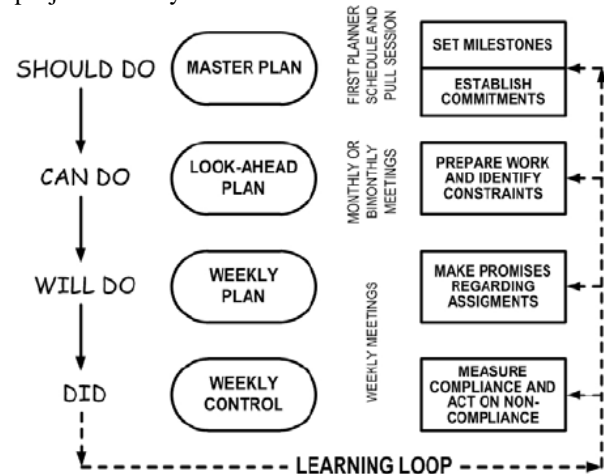 SHOULD DO
MASTER PLAN
FIRST PLANNER
SCHEDULE AND
PULL SESSION
SET MILESTONES
ESTABLISH
COMMITMENTS
CAN DO
LOOK-AHEAD
PLAN
MONTHLY OR
BIMONTHLY
MEETINGS
PREPARE WORK
AND IDENTIFY
CONSTRAINTS
WILL DO
WEEKLY
PLAN
WEEKLY MEETINGS
MAKE PROMISES
REGARDING
ASSIGMENTS
DID
WEEKLY
CONTROL
MEASURE
COMPLIANCE AND
ACT ON NON-
COMPLIANCE
LEARNING LOOP